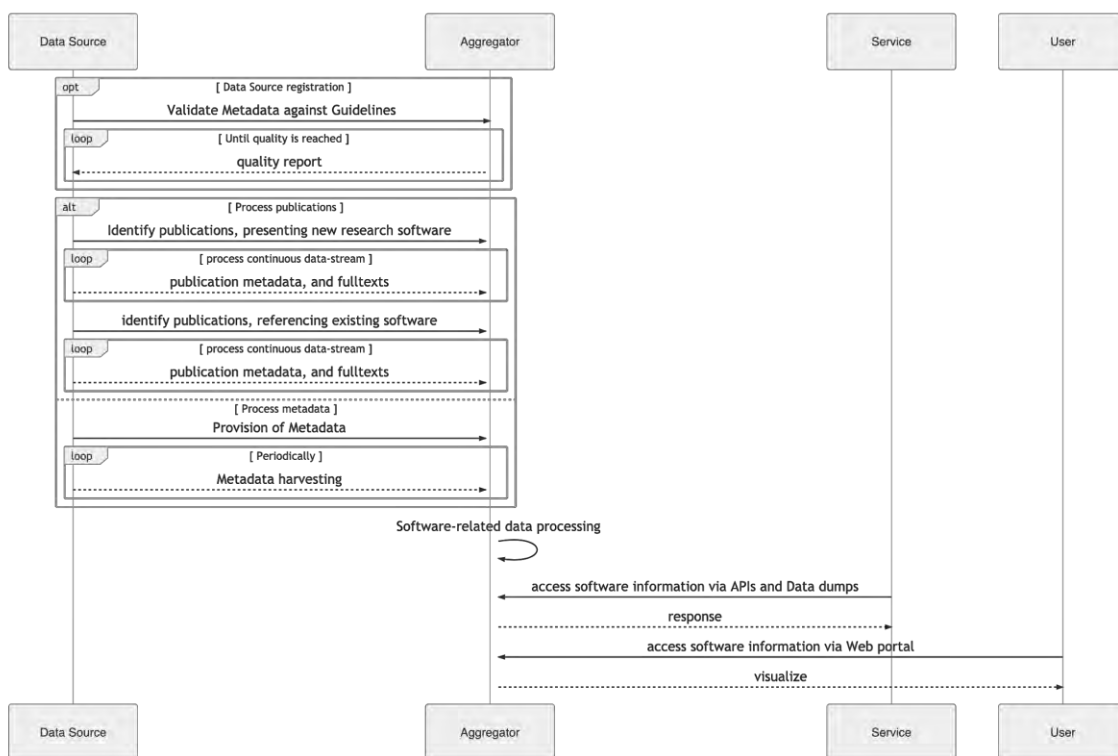 Data Source
Aggregator
Service
User
opt
[ Data Source registration ]
Validate Metadata against Guidelines
loop
[ Until quality is reached ]
quality report
alt
[ Process publications ]
Identify publications, presenting new research software
loop
[ process continuous data-stream ]
publication metadata, and fulltexts
identify publications, referencing existing software
loop
[ process continuous data-stream ]
publication metadata, and fulltexts
[ Process metadata ]
Provision of Metadata
loop
[ Periodically ]
Metadata harvesting
Software-related data processing
access software information via APIs and Data dumps
response
access software information via Web portal
visualize
Data Source
Aggregator
Service
User